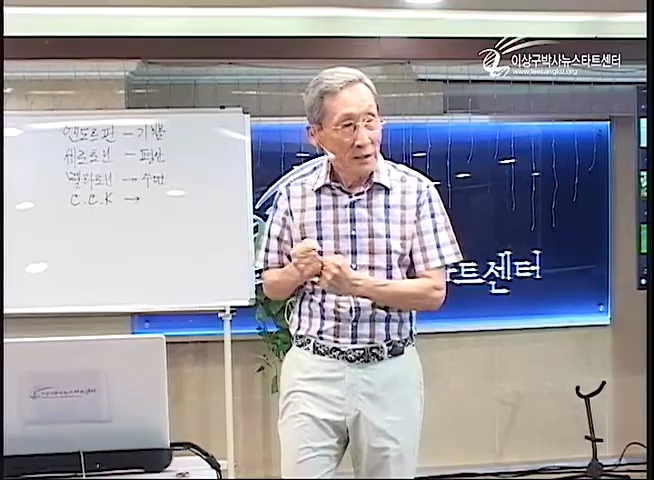 이상구박사뉴스타트센터
www.leesangku.org
엔도르핀 – 기쁨
세로토닌 – 평안
멜라토닌 → 수면
C.C.K →
트센터